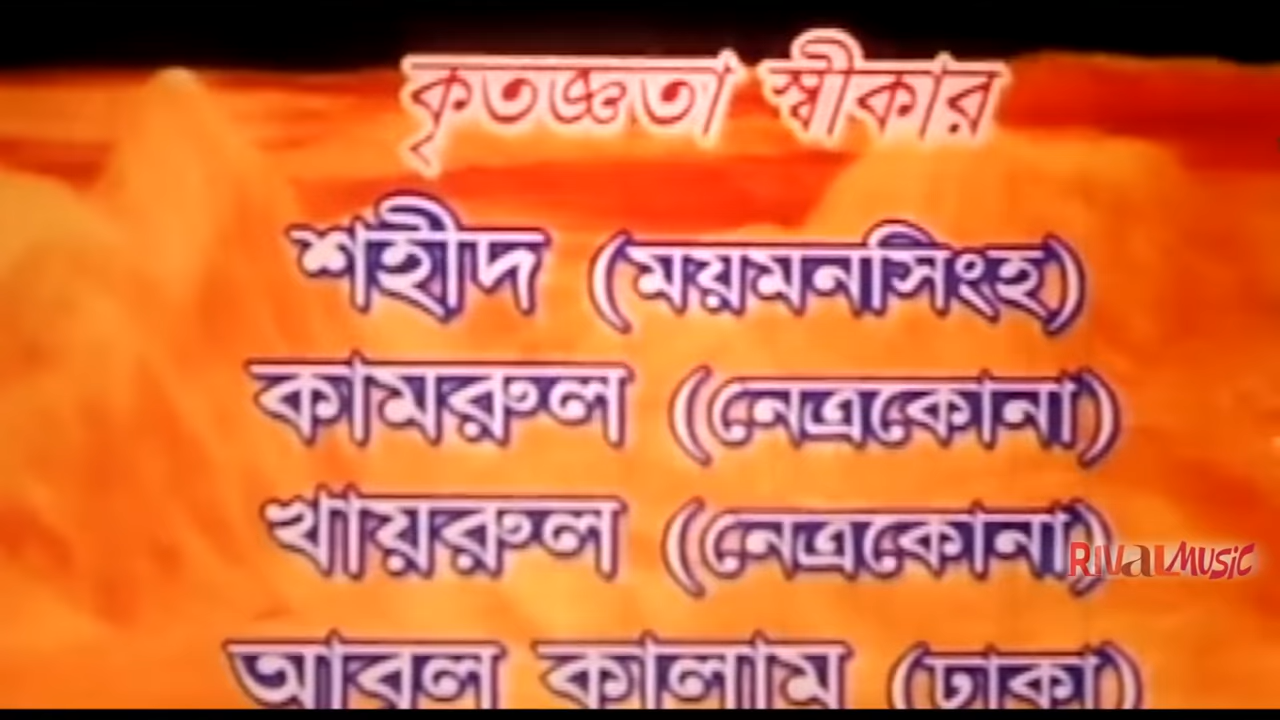 কৃতজ্ঞতা স্বীকার
শহীদ (ময়মনসিংহ)
কামরুল (নেত্রকোনা)
খায়রুল (নেত্রকোনা)
RIVAL MUSIC
আবুল কালাম (ঢাকা)